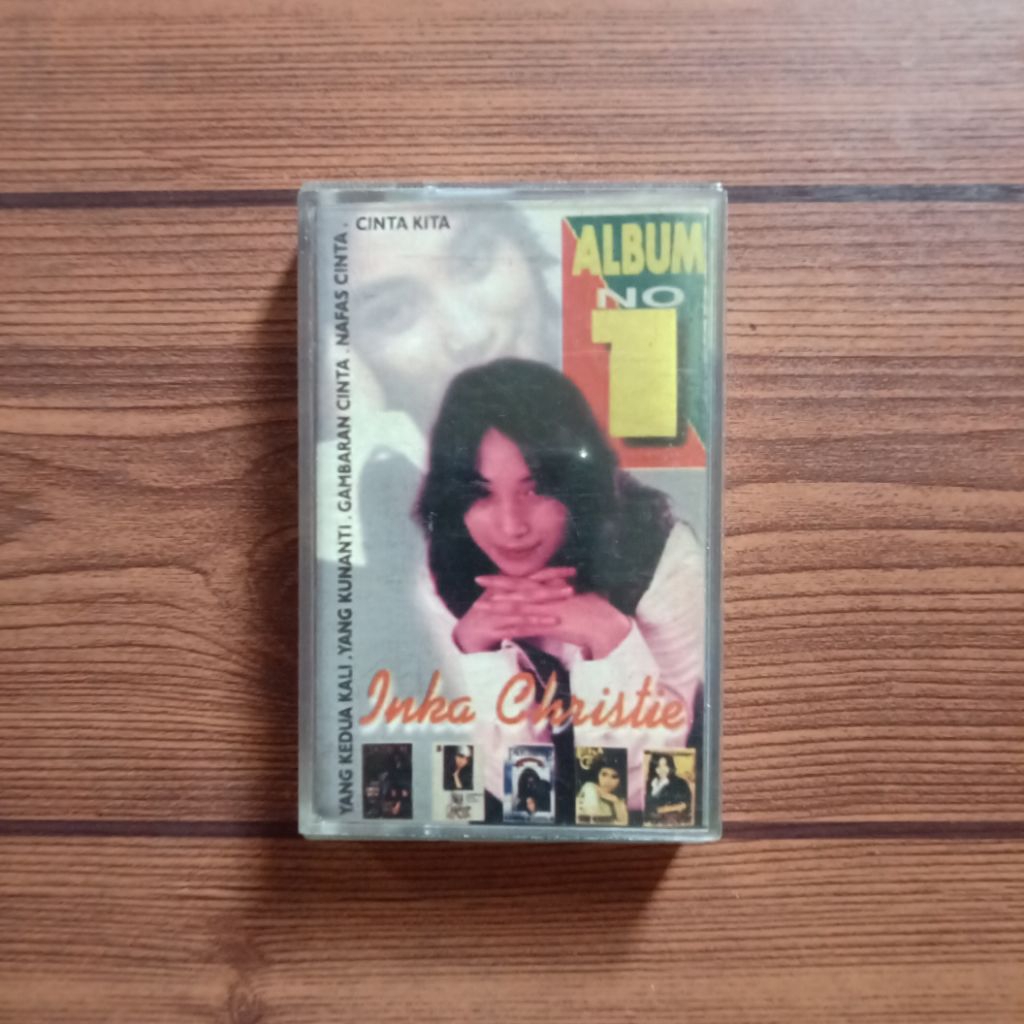 CINTA KITA
ALBUM
NO
1
YANG KEDUA KALI . YANG KUNANTI . GAMBARAN CINTA . NAFAS CINTA .
Inka Christie